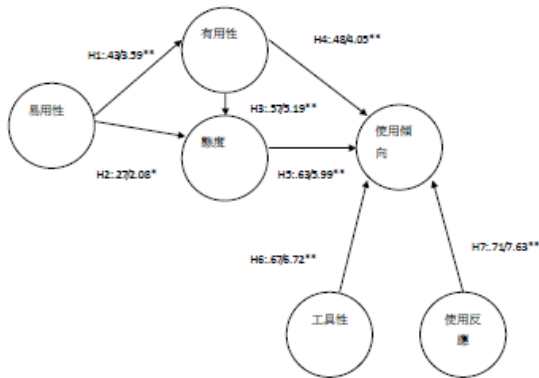 有用性
H1:.43/3.59**
H4:.48/4.05**
易用性
H3:.57/5.19**
態度
使用傾
向
H2:.27/2.08*
H5:.63/5.99**
H6:.67/6.72**
H7:.71/7.63**
工具性
使用反
應